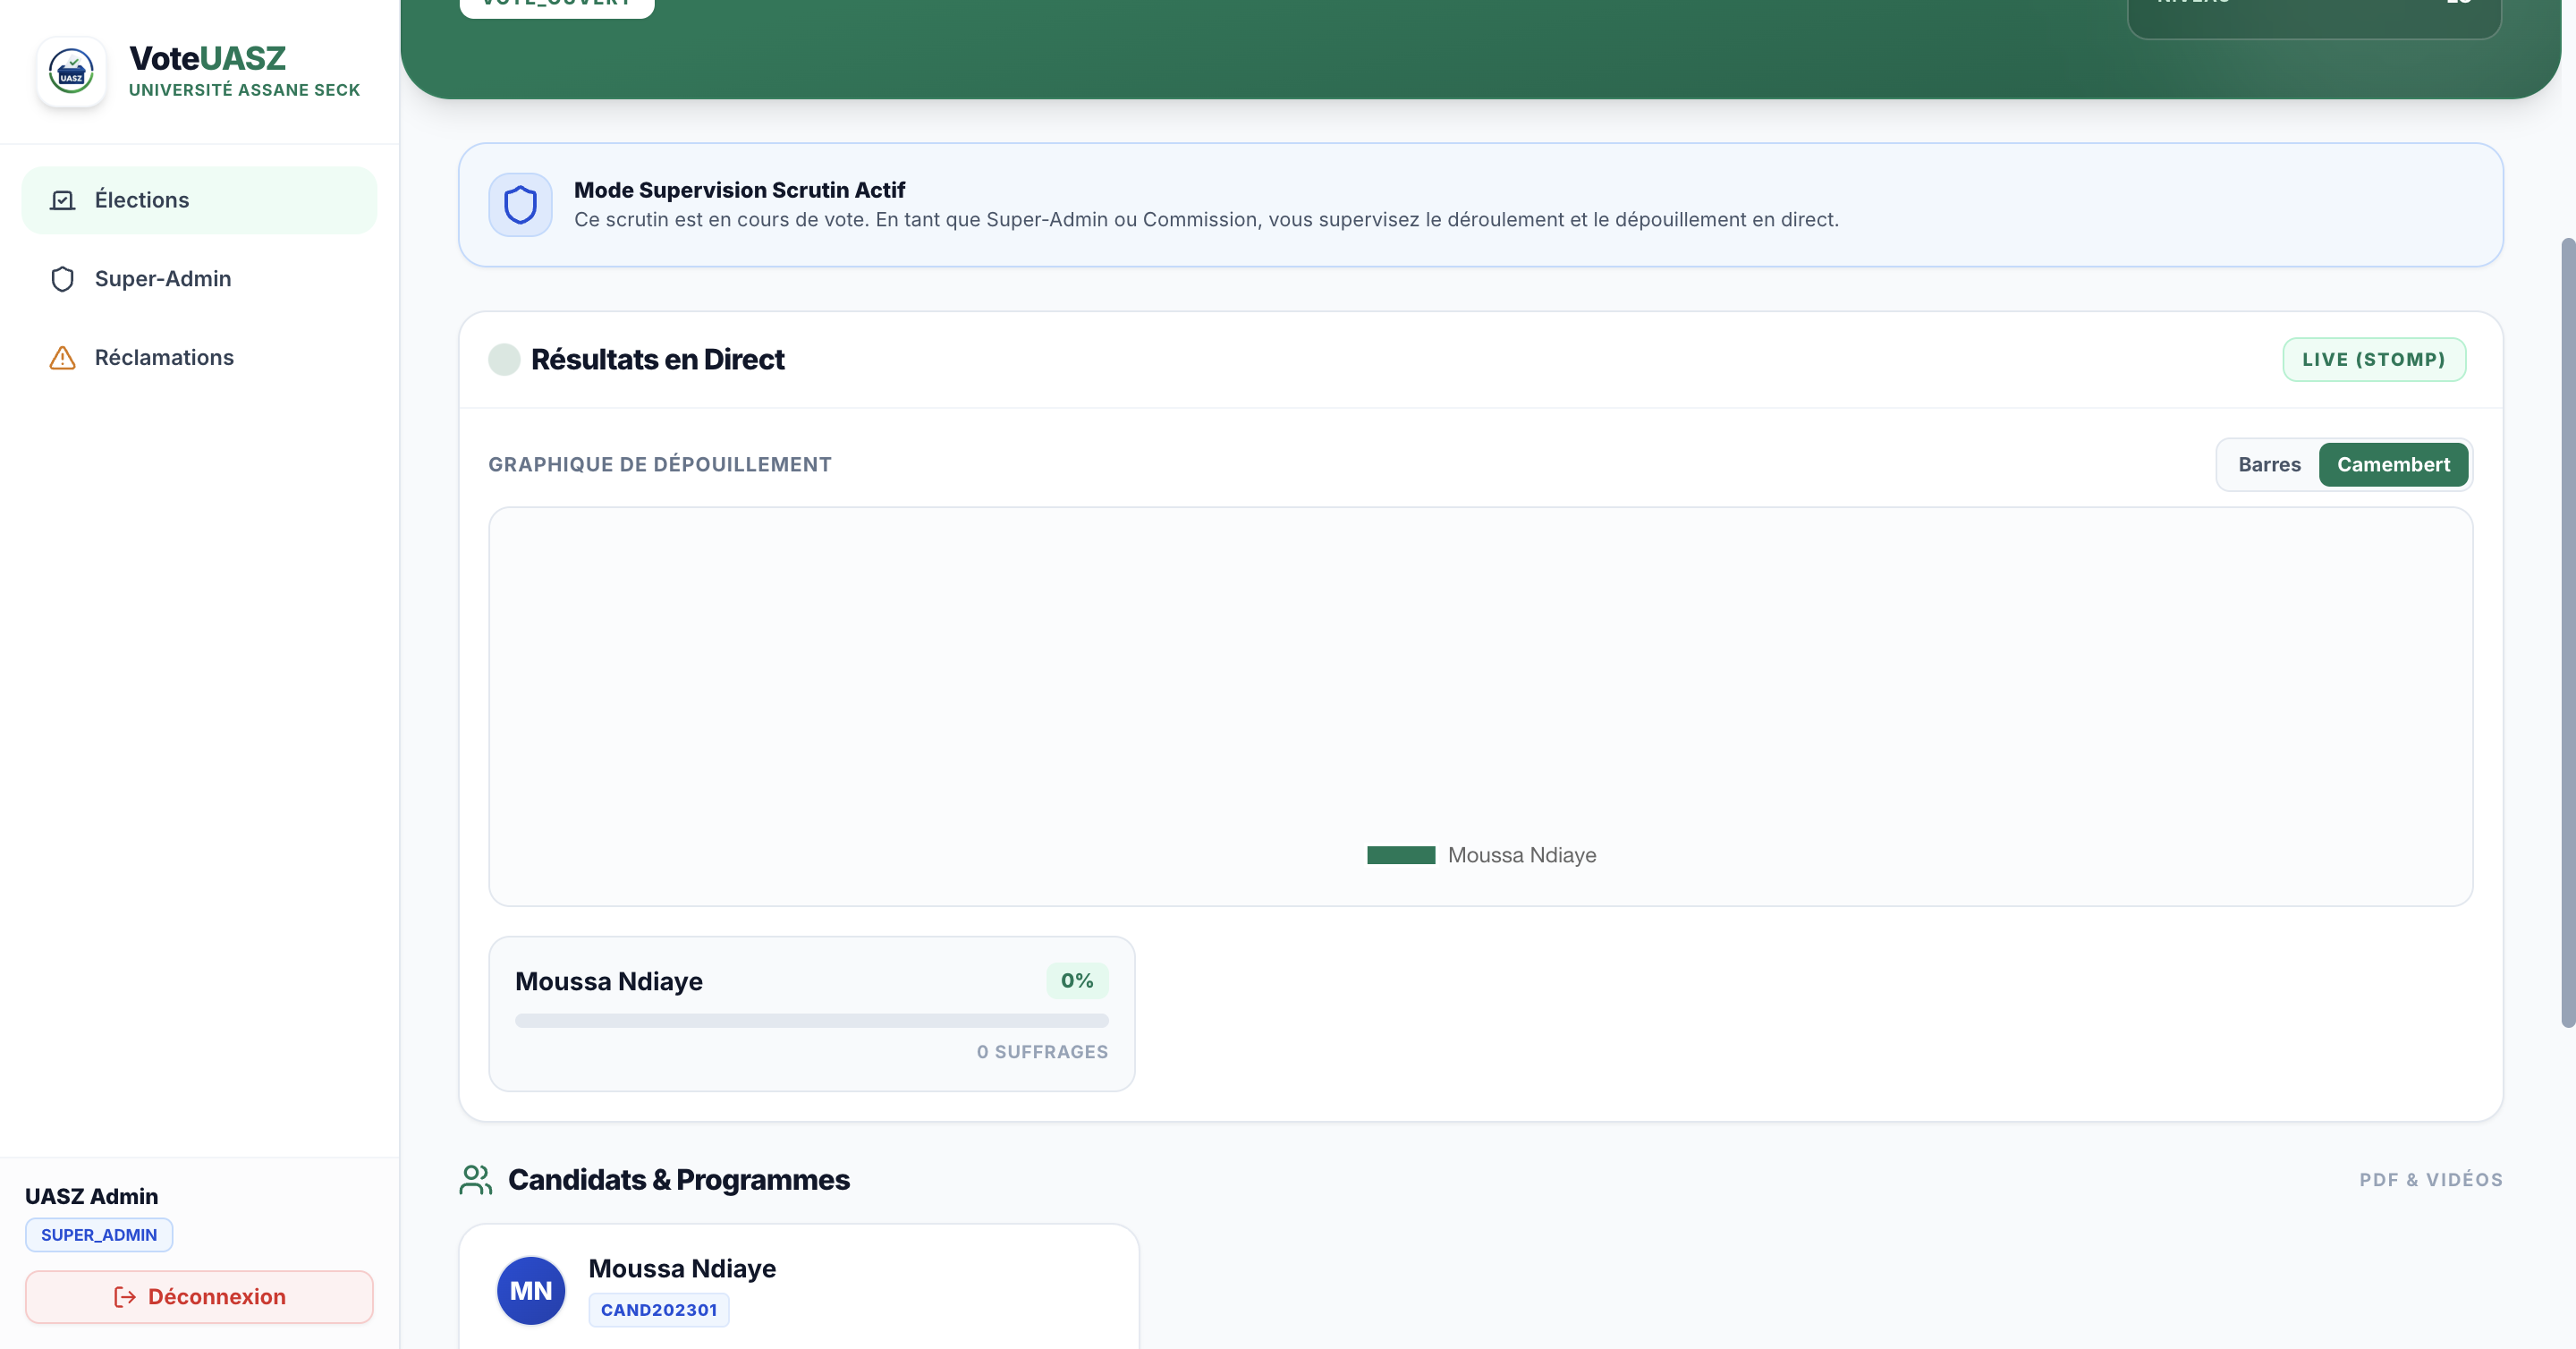 VoteUASZ
UNIVERSITÉ ASSANE SECK
UASZ
Élections
Super-Admin
Réclamations
UASZ Admin
SUPER_ADMIN
Déconnexion
VOTE_OUVERT
NIVEAU
Mode Supervision Scrutin Actif
Ce scrutin est en cours de vote. En tant que Super-Admin ou Commission, vous supervisez le déroulement et le dépouillement en direct.
Résultats en Direct
LIVE (STOMP)
GRAPHIQUE DE DÉPOUILLEMENT
Barres
Camembert
Moussa Ndiaye
Moussa Ndiaye
0%
0 SUFFRAGES
Candidats & Programmes
PDF & VIDÉOS
MN
Moussa Ndiaye
CAND202301